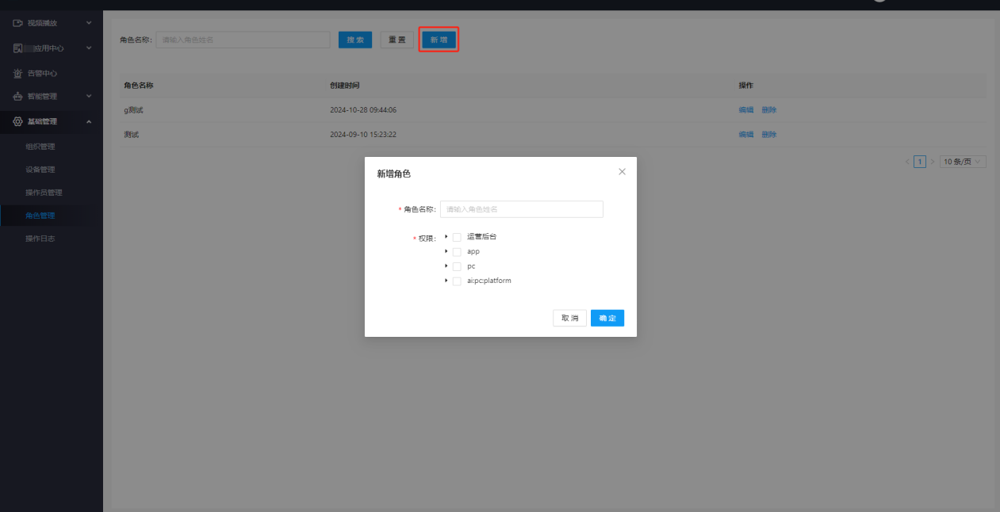 视频播放
应用中心
告警中心
智能管理
基础管理
组织管理
设备管理
操作员管理
角色管理
操作日志
角色名称: 请输入角色姓名 搜索 重置 新增
角色名称 创建时间 操作
g测试 2024-10-28 09:44:06 编辑 删除
测试 2024-09-10 15:23:22 编辑 删除
< 1 > 10 条/页
新增角色
* 角色名称: 请输入角色姓名
* 权限: 运营后台
app
pc
ai:pc:platform
取消 确定